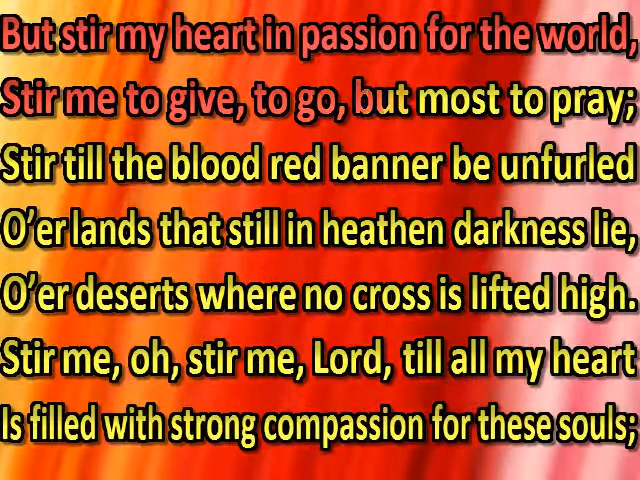 But stir my heart in passion for the world,
Stir me to give, to go, but most to pray;
Stir till the blood red banner be unfurled
O’er lands that still in heathen darkness lie,
O’er deserts where no cross is lifted high.
Stir me, oh, stir me, Lord, till all my heart
Is filled with strong compassion for these souls;